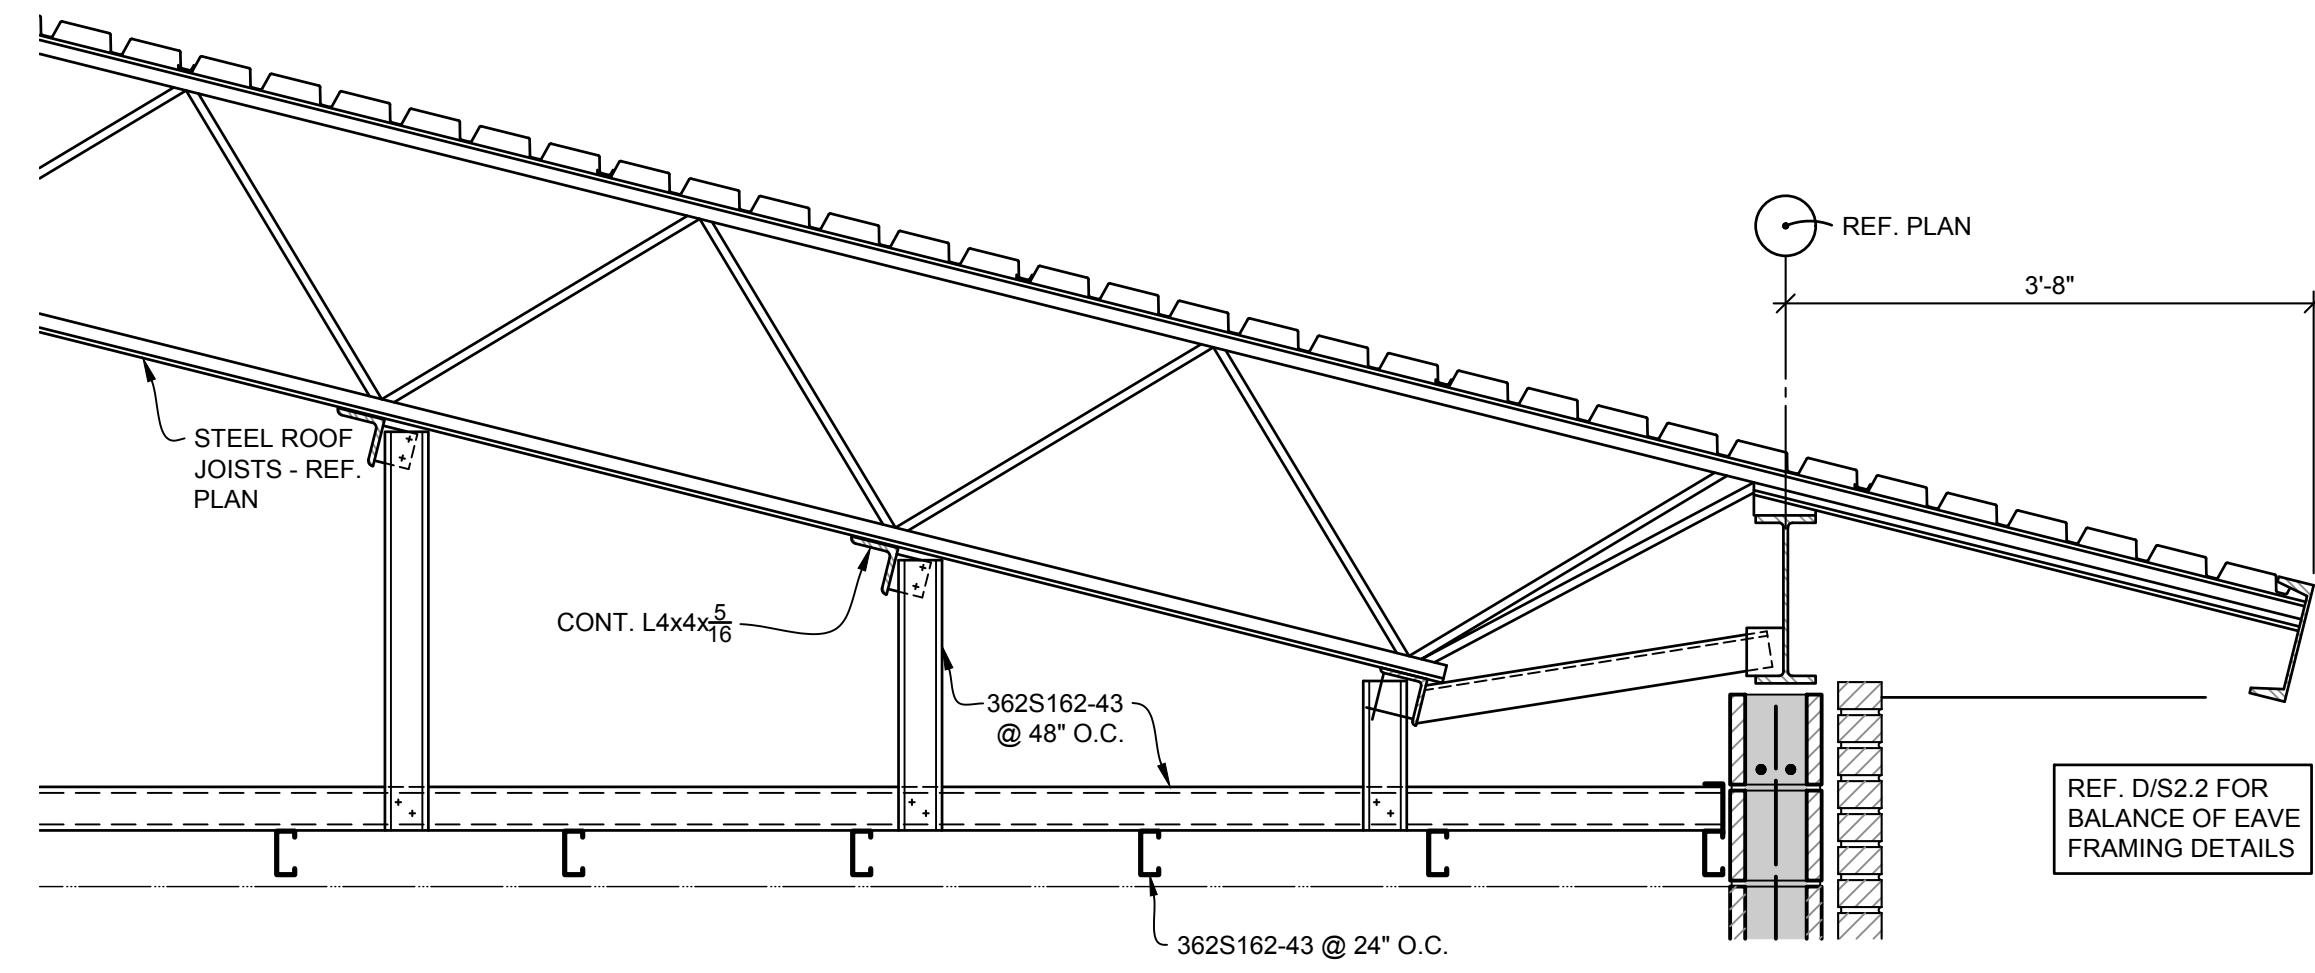 REF. PLAN
3'-8"
STEEL ROOF
JOISTS - REF.
PLAN
CONT. L4x4x5/16
362S162-43
@ 48" O.C.
REF. D/S2.2 FOR
BALANCE OF EAVE
FRAMING DETAILS
362S162-43 @ 24" O.C.